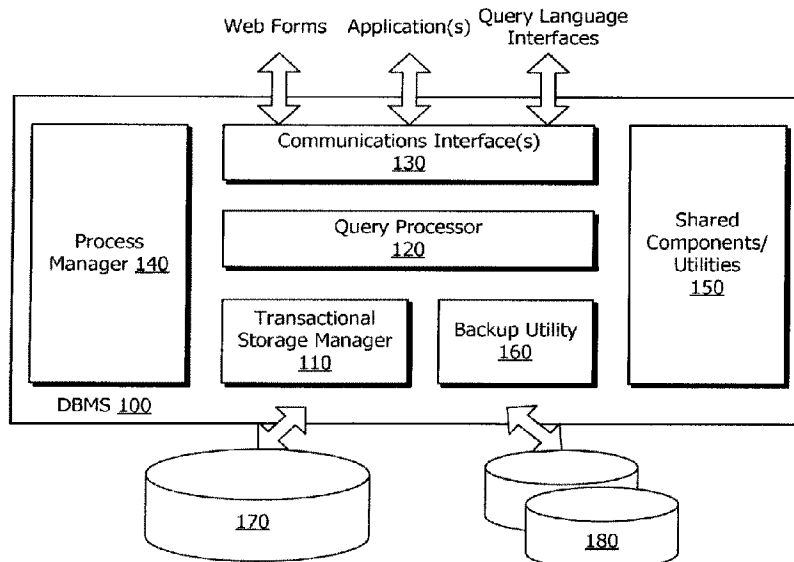 Web Forms
Application(s)
Query Language
Interfaces
Communications Interface(s)
130
Query Processor
120
Process
Manager 140
Shared
Components/
Utilities
150
Transactional
Storage Manager
110
Backup Utility
160
DBMS 100
170
180